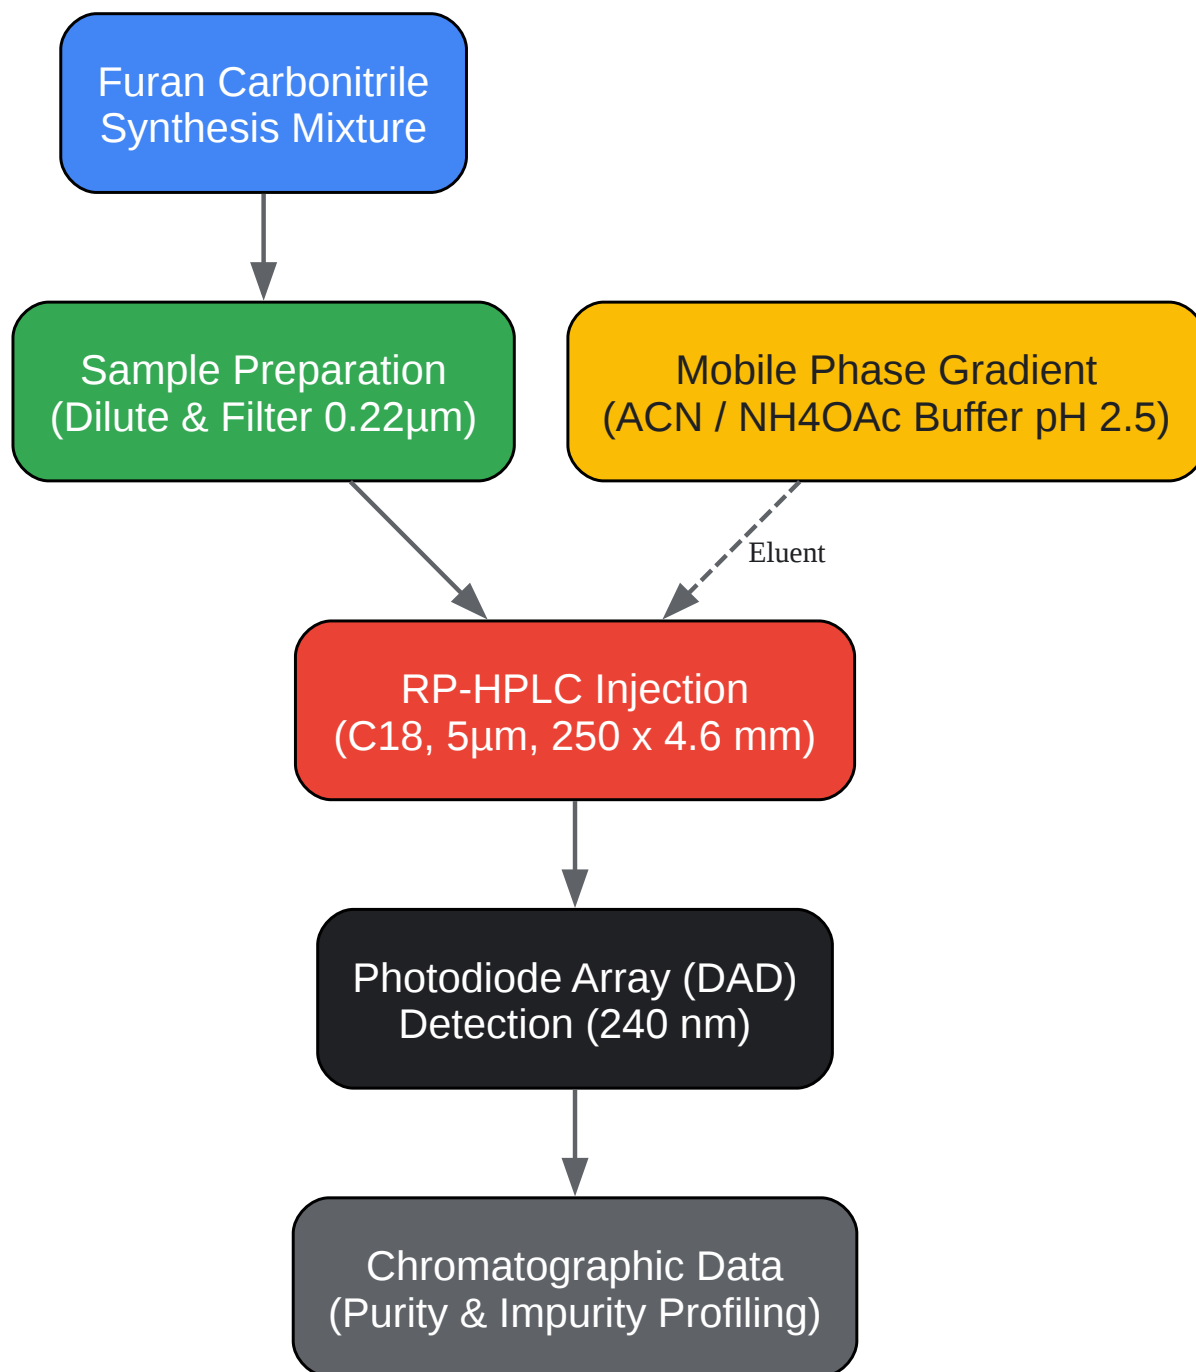 Furan Carbonitrile
Synthesis Mixture
Sample Preparation
(Dilute & Filter 0.22µm)
Mobile Phase Gradient
(ACN / NH4OAc Buffer pH 2.5)
Eluent
RP-HPLC Injection
(C18, 5µm, 250 x 4.6 mm)
Photodiode Array (DAD)
Detection (240 nm)
Chromatographic Data
(Purity & Impurity Profiling)